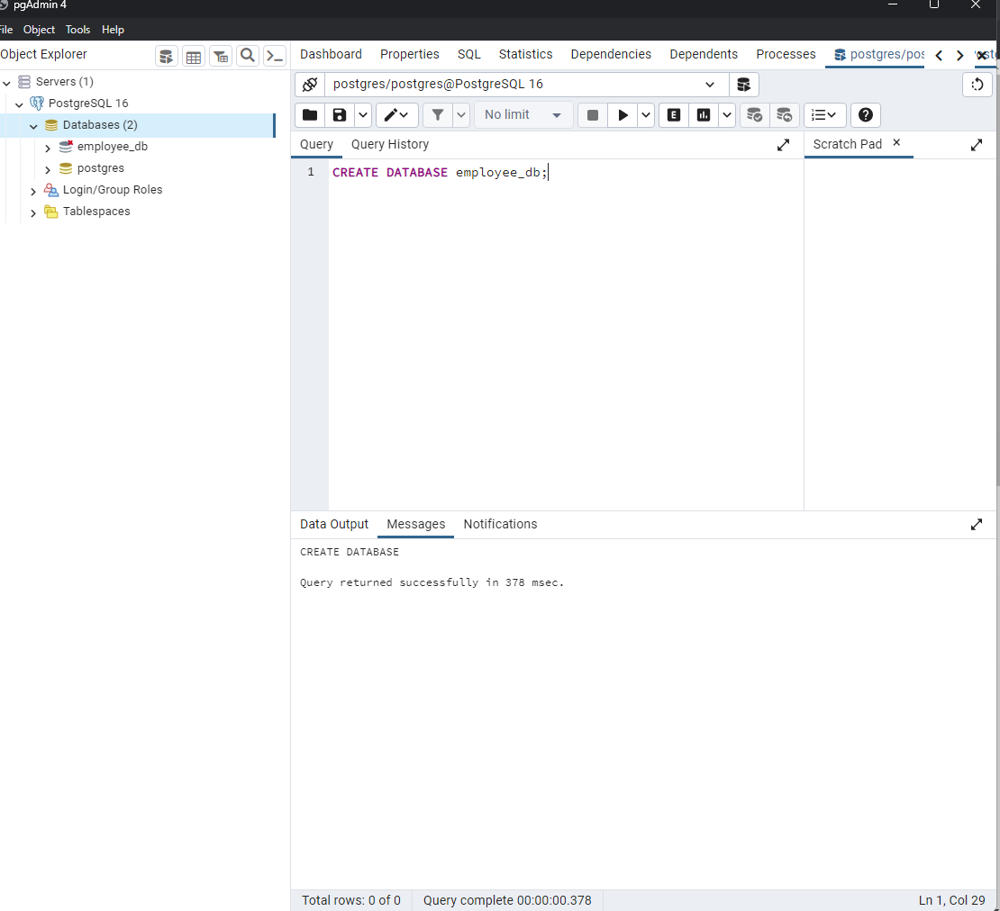 pgAdmin 4
File Object Tools Help
Object Explorer
Dashboard Properties SQL Statistics Dependencies Dependents Processes postgres/pos
Servers (1)
PostgreSQL 16
Databases (2)
employee_db
postgres
Login/Group Roles
Tablespaces
postgres/postgres@PostgreSQL 16
No limit
E
Query Query History
Scratch Pad
1 CREATE DATABASE employee_db;
Data Output Messages Notifications
CREATE DATABASE
Query returned successfully in 378 msec.
Total rows: 0 of 0 Query complete 00:00:00.378 Ln 1, Col 29